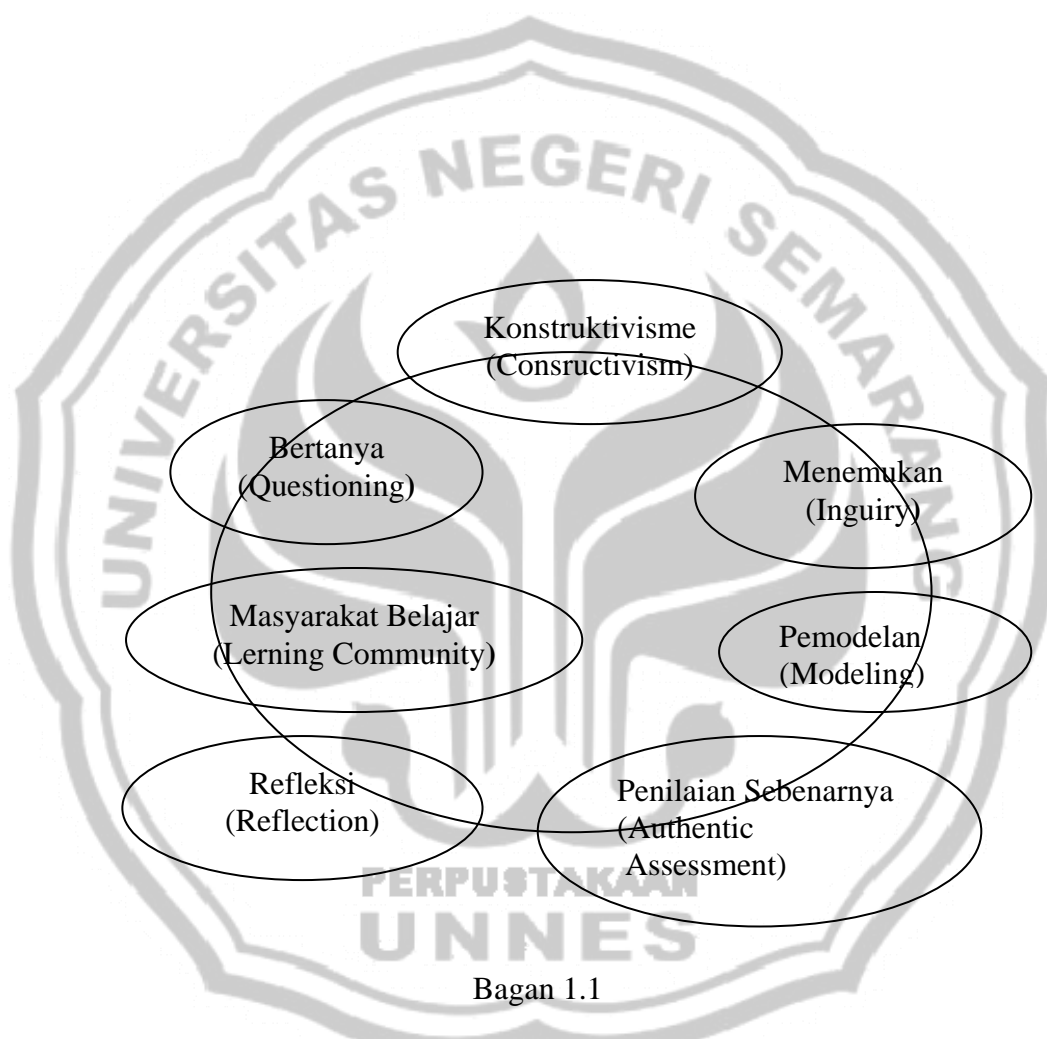 UNIVERSITAS NEGERI SEMARANG
Konstruktivisme
(Consructivism)
Bertanya
(Questioning)
Menemukan
(Inguiry)
Masyarakat Belajar
(Lerning Community)
Pemodelan
(Modeling)
Refleksi
(Reflection)
Penilaian Sebenarnya
(Authentic
Assessment)
PERPUSTAKAAN
UNNES
Bagan 1.1